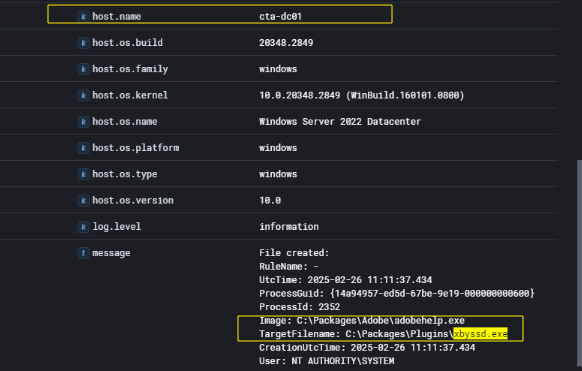 host.name cta-dc01
host.os.build 20348.2849
host.os.family windows
host.os.kernel 10.0.20348.2849 (WinBuild.160101.0800)
host.os.name Windows Server 2022 Datacenter
host.os.platform windows
host.os.type windows
host.os.version 10.0
log.level information
message File created:
RuleName: -
UtcTime: 2025-02-26 11:11:37.434
ProcessGuid: {14a94957-ed5d-67be-9e19-000000000600}
ProcessId: 2352
Image: C:\Packages\Adobe\adobehelp.exe
TargetFilename: C:\Packages\Plugins\xbyssd.exe
CreationUtcTime: 2025-02-26 11:11:37.434
User: NT AUTHORITY\SYSTEM